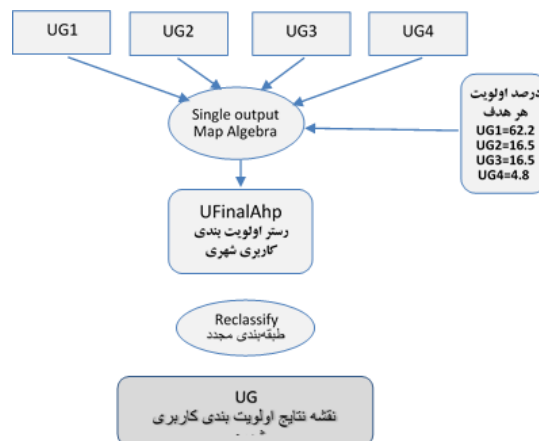 UG1
UG2
UG3
UG4
Single output
Map Algebra
درصد اولویت
هر هدف
UG1=62.2
UG2=16.5
UG3=16.5
UG4=4.8
UFinalAhp
رستر اولویت بندی
کاربری شهری
Reclassify
طبقه‌بندی مجدد
UG
نقشه نتایج اولویت بندی کاربری